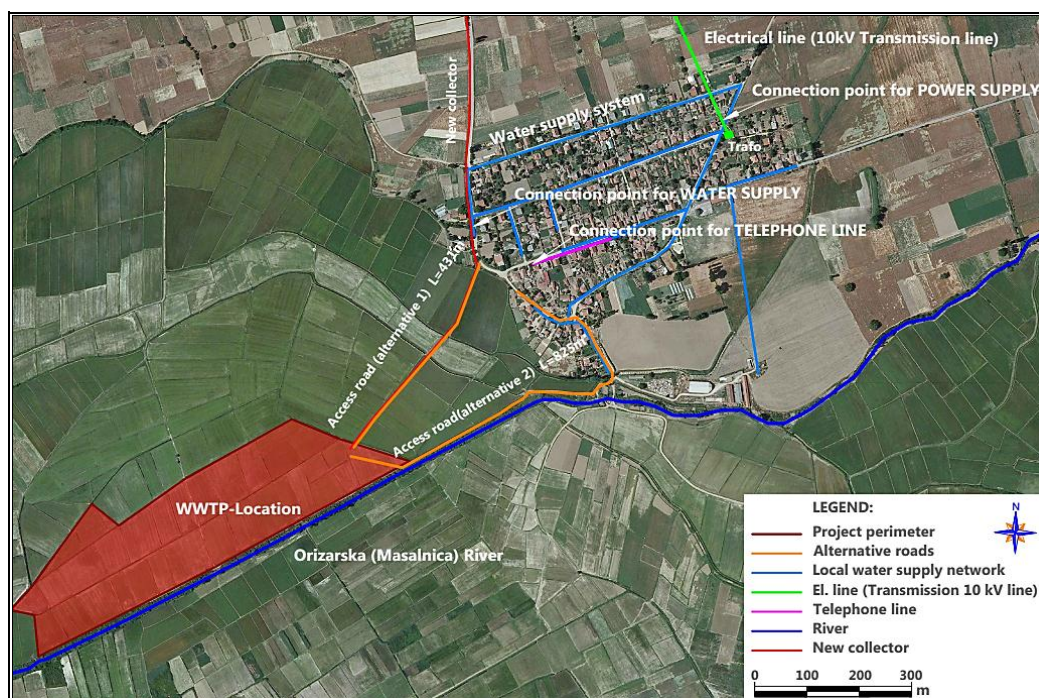 Electrical line (10kV Transmission line)
New collector
Connection point for POWER SUPPLY
Water supply system
Trafo
Connection point for WATER SUPPLY
Connection point for TELEPHONE LINE
Access road (alternative 1) L=431m
Access road(alternative 2)
WWTP-Location
Orizarska (Masalnica) River
LEGEND:
N
Project perimeter
Alternative roads
Local water supply network
El. line (Transmission 10 kV line)
Telephone line
River
New collector
0 100 200 300
m